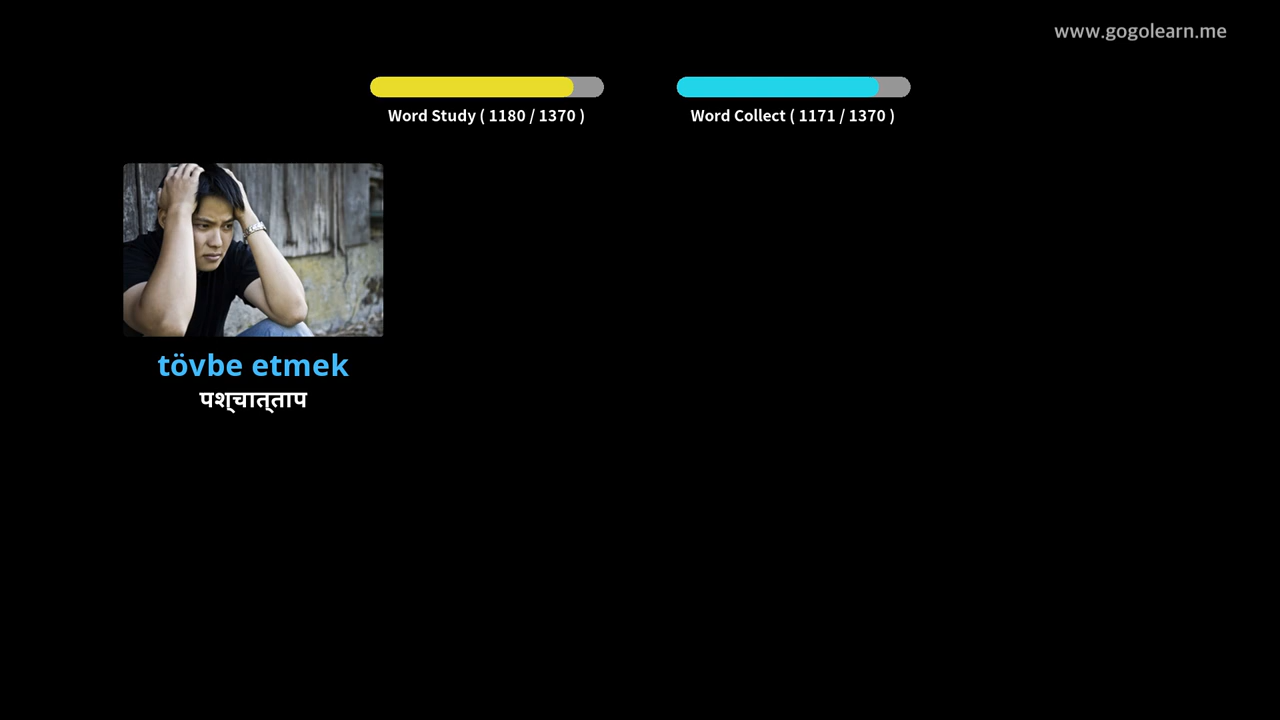 www.gogolearn.me
Word Study ( 1180 / 1370 )
Word Collect ( 1171 / 1370 )
tövbe etmek
पश्चात्ताप